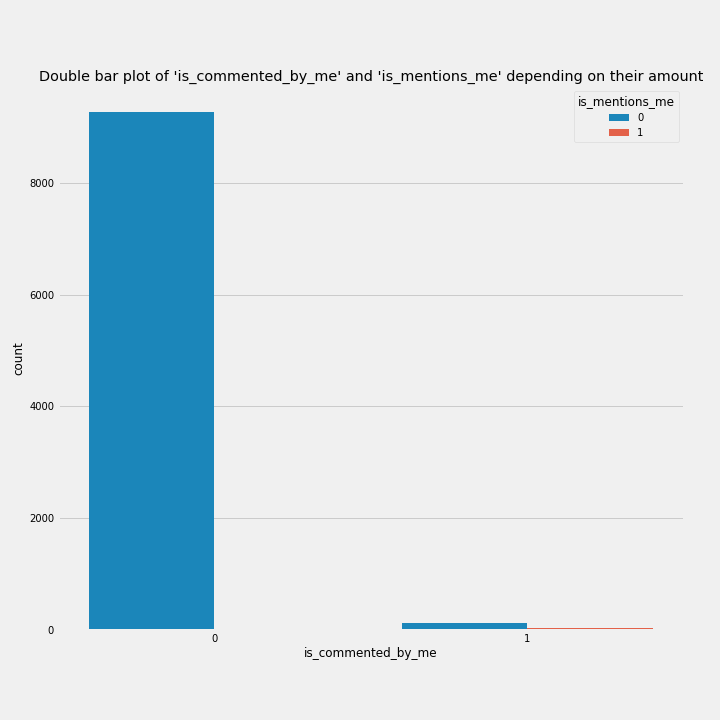 Double bar plot of 'is_commented_by_me' and 'is_mentions_me' depending on their amount
is_mentions_me
0
1
8000
6000
4000
2000
0
count
0
1
is_commented_by_me